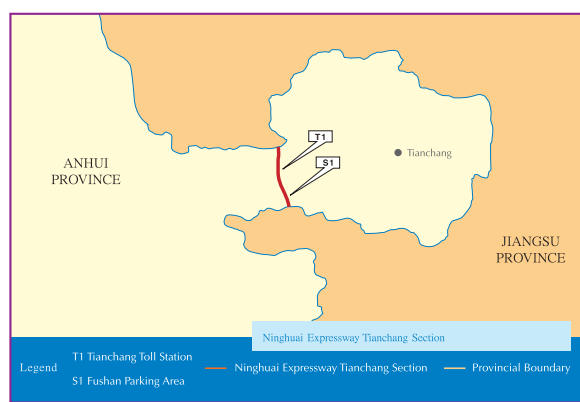 T1
S1
Tianchang
ANHUI
PROVINCE
JIANGSU
PROVINCE
Ninghuai Expressway Tianchang Section
Legend
T1 Tianchang Toll Station
S1 Fushan Parking Area
Ninghuai Expressway Tianchang Section
Provincial Boundary